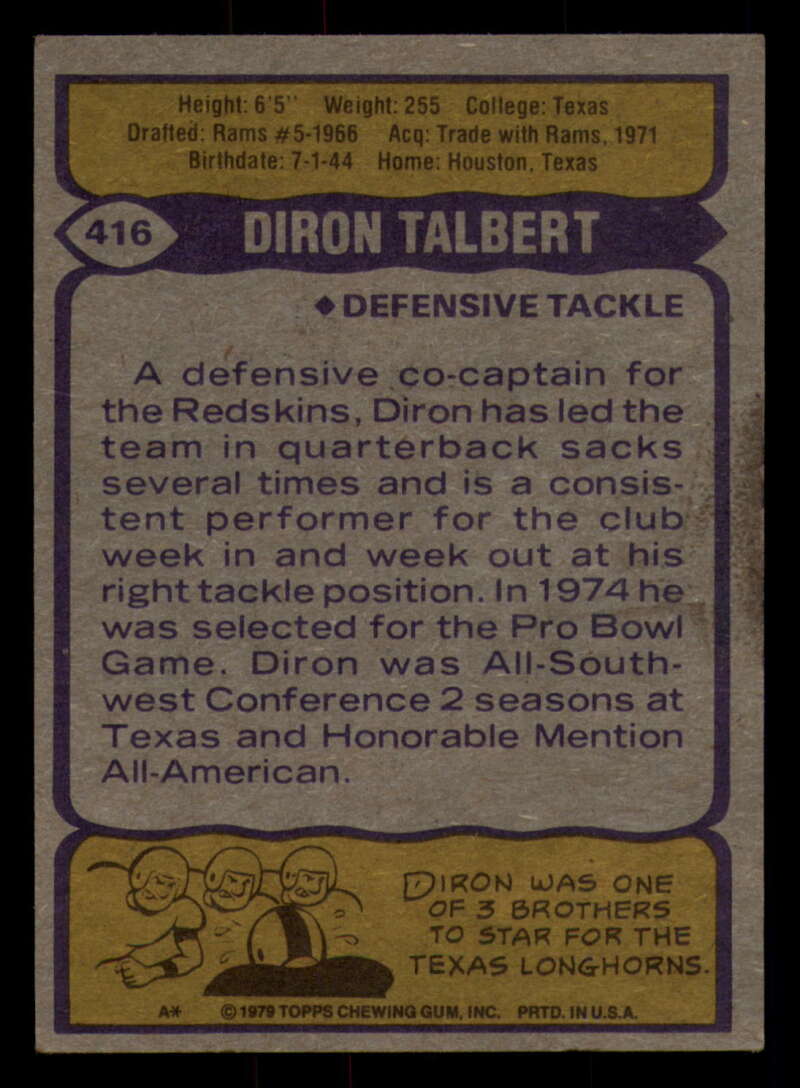 Height: 6'5" Weight: 255 College: Texas
Drafted: Rams #5-1966 Acq: Trade with Rams, 1971
Birthdate: 7-1-44 Home: Houston, Texas
416 DIRON TALBERT
◆ DEFENSIVE TACKLE
A defensive co-captain for
the Redskins, Diron has led the
team in quarterback sacks
several times and is a consis-
tent performer for the club
week in and week out at his
right tackle position. In 1974 he
was selected for the Pro Bowl
Game. Diron was All-South-
west Conference 2 seasons at
Texas and Honorable Mention
All-American.
DIRON WAS ONE
OF 3 BROTHERS
TO STAR FOR THE
TEXAS LONGHORNS.
A* © 1979 TOPPS CHEWING GUM, INC. PRTD. IN U.S.A.